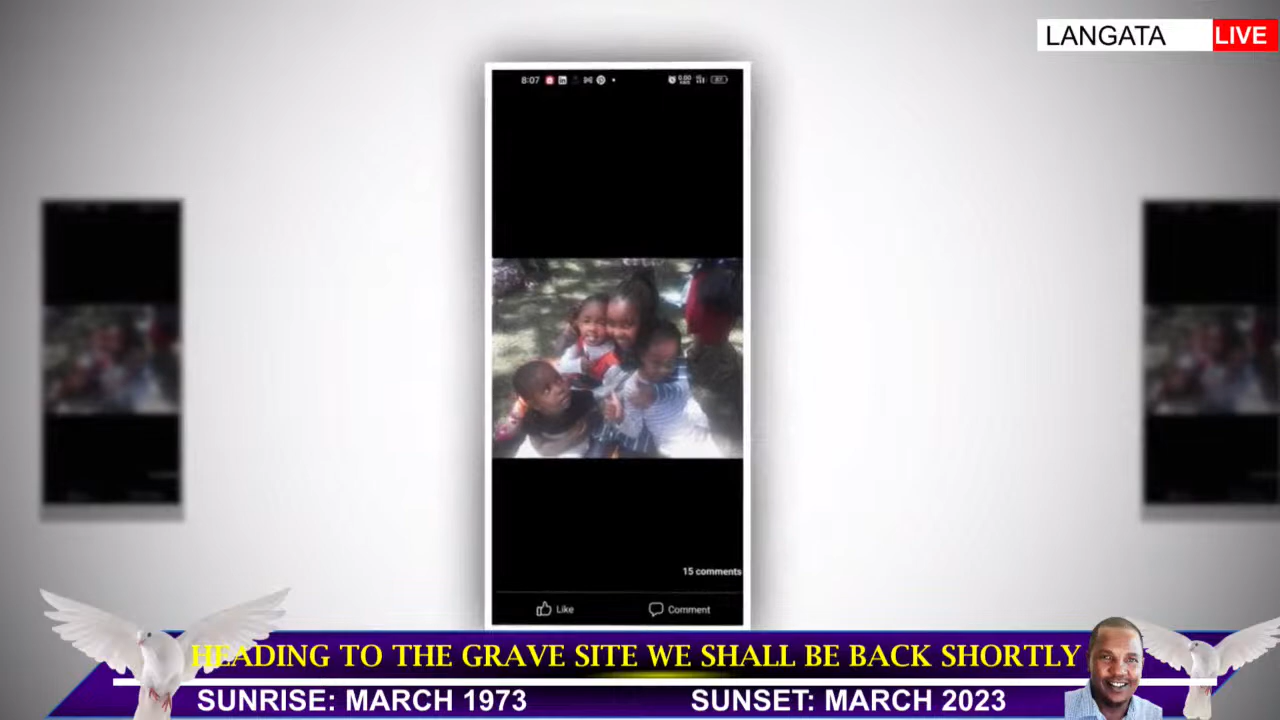 LANGATA LIVE
8:07
15 comments
Like Comment
HEADING TO THE GRAVE SITE WE SHALL BE BACK SHORTLY
SUNRISE: MARCH 1973 SUNSET: MARCH 2023